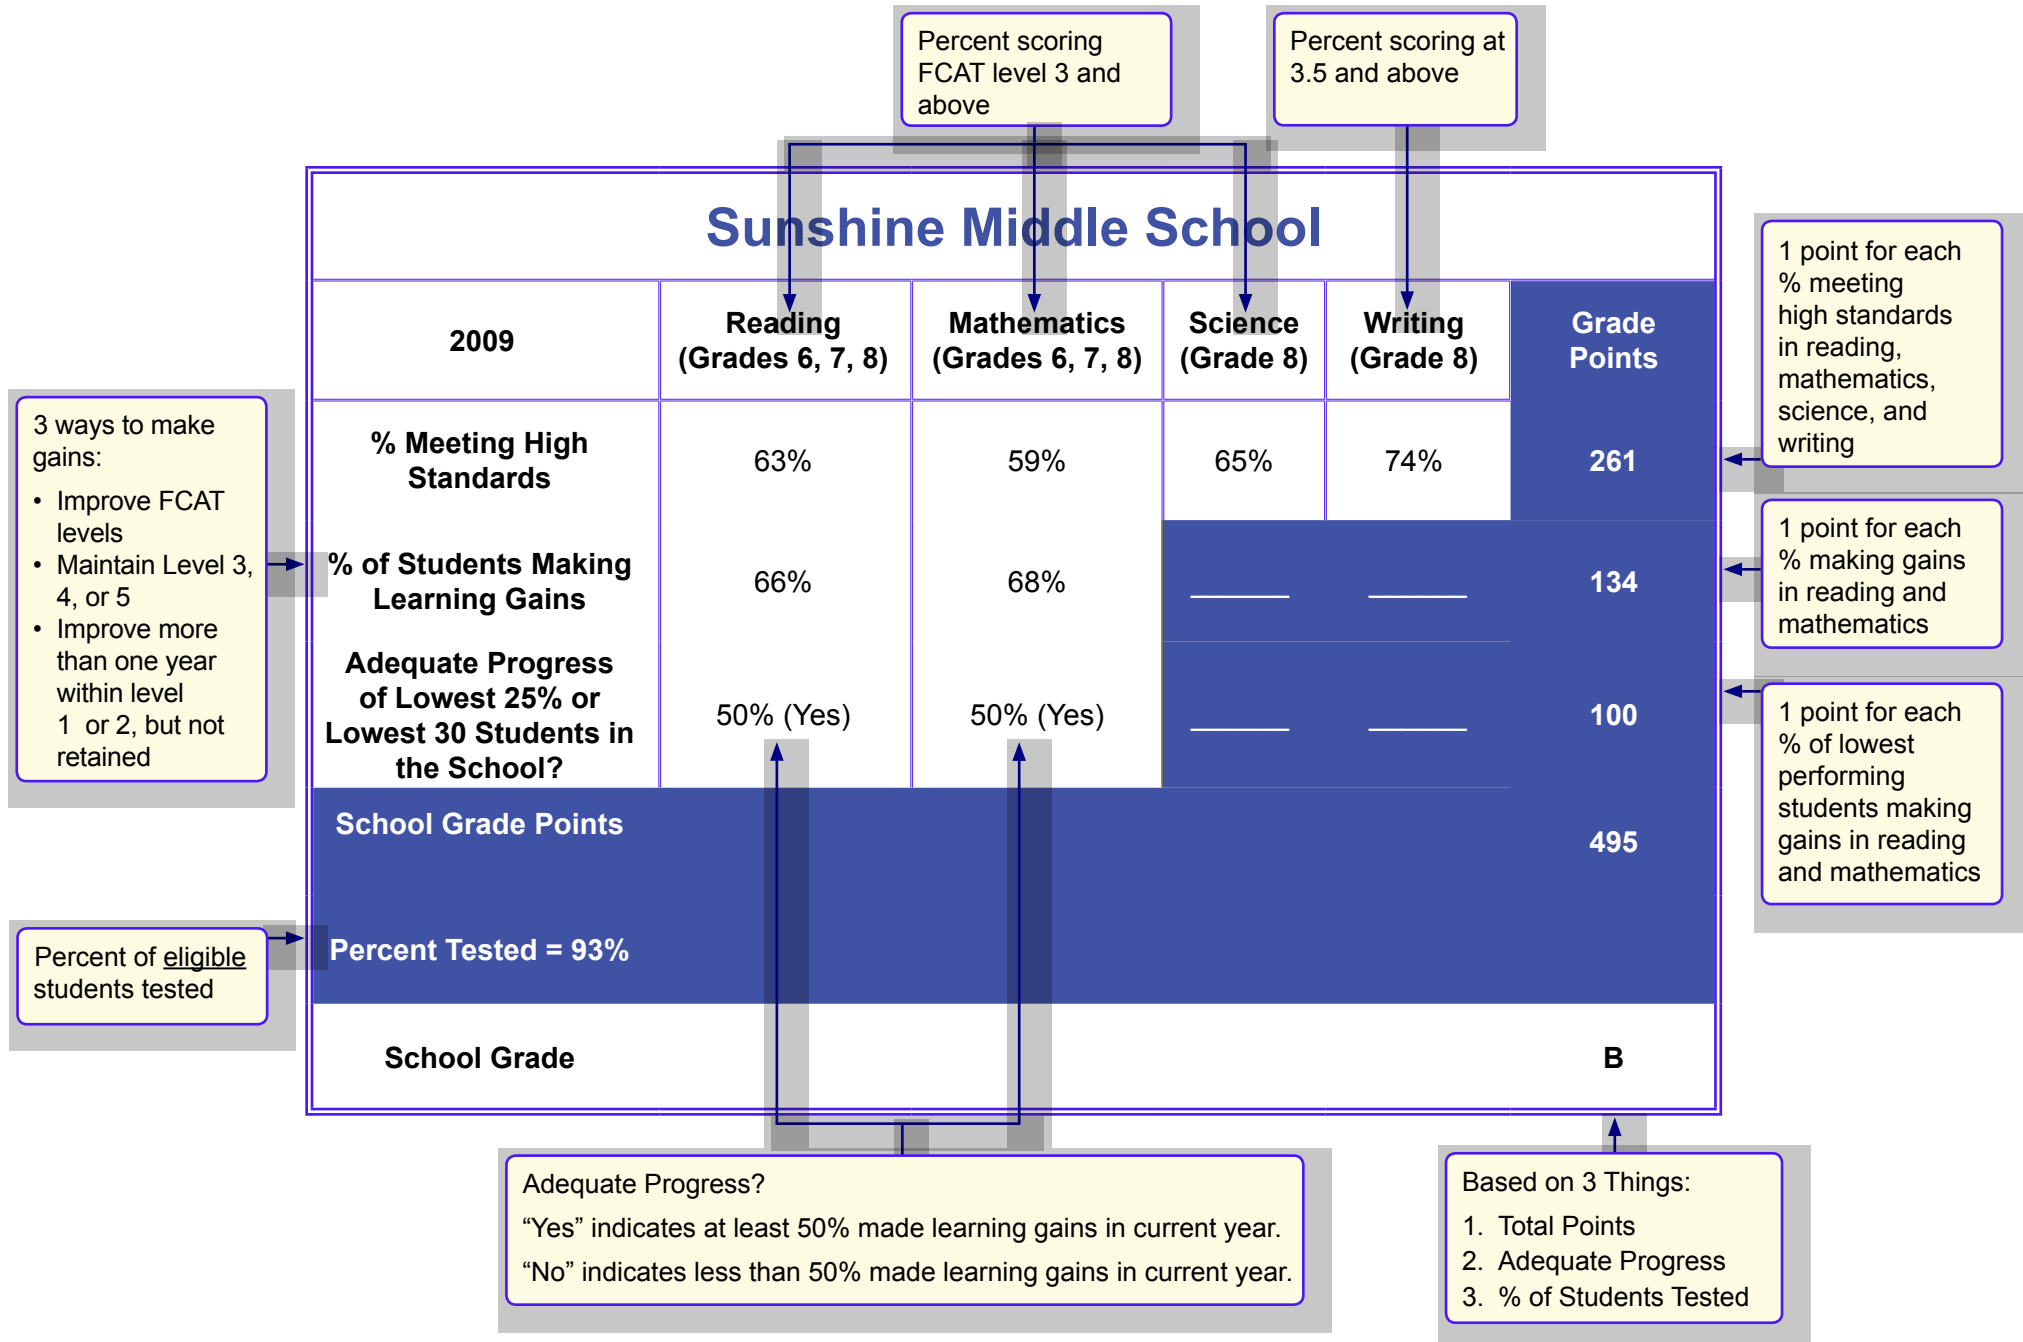 Percent scoring
FCAT level 3 and
above
Percent scoring at
3.5 and above
Sunshine Middle School
2009
Reading
(Grades 6, 7, 8)
Mathematics
(Grades 6, 7, 8)
Science
(Grade 8)
Writing
(Grade 8)
Grade
Points
% Meeting High
Standards
63%
59%
65%
74%
261
% of Students Making
Learning Gains
66%
68%
134
Adequate Progress
of Lowest 25% or
Lowest 30 Students in
the School?
50% (Yes)
50% (Yes)
100
School Grade Points
495
Percent Tested = 93%
School Grade
B
3 ways to make
gains:
• Improve FCAT
levels
• Maintain Level 3,
4, or 5
• Improve more
than one year
within level
1 or 2, but not
retained
Percent of eligible
students tested
1 point for each
% meeting
high standards
in reading,
mathematics,
science, and
writing
1 point for each
% making gains
in reading and
mathematics
1 point for each
% of lowest
performing
students making
gains in reading
and mathematics
Adequate Progress?
“Yes” indicates at least 50% made learning gains in current year.
“No” indicates less than 50% made learning gains in current year.
Based on 3 Things:
1. Total Points
2. Adequate Progress
3. % of Students Tested